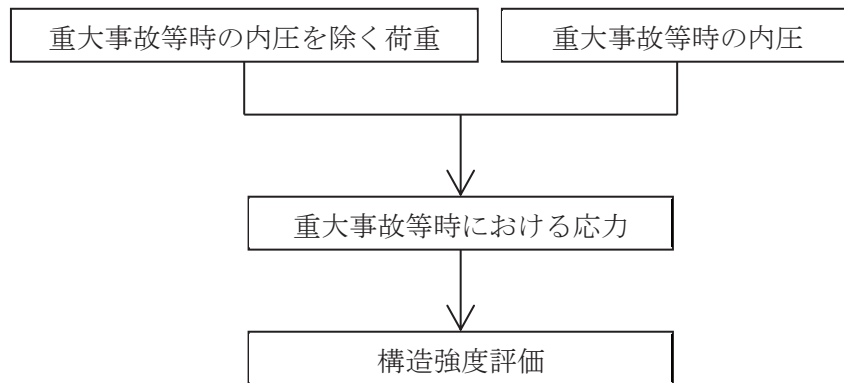 重大事故等時の内圧を除く荷重
重大事故等時の内圧
重大事故等時における応力
構造強度評価